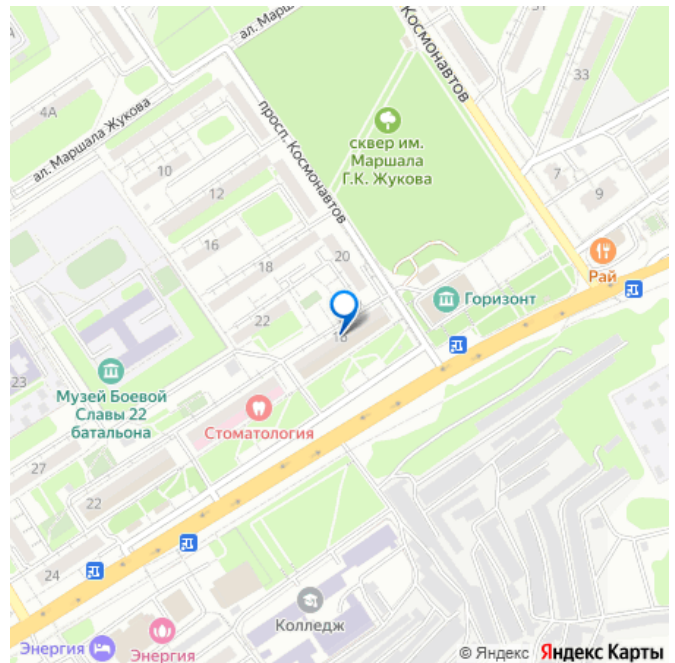 ал. Марш
Космонавтов
33
4А
ал. Маршала Жукова
просп. Космонавтов
сквер им.
Маршала
Г.К. Жукова
10
7
12
9
16
20
Рай
18
Горизонт
22
16
Музей Боевой
Славы 22
батальона
23
Стоматология
27
22
24
Колледж
Энергия
Энергия
© Яндекс Яндекс Карты